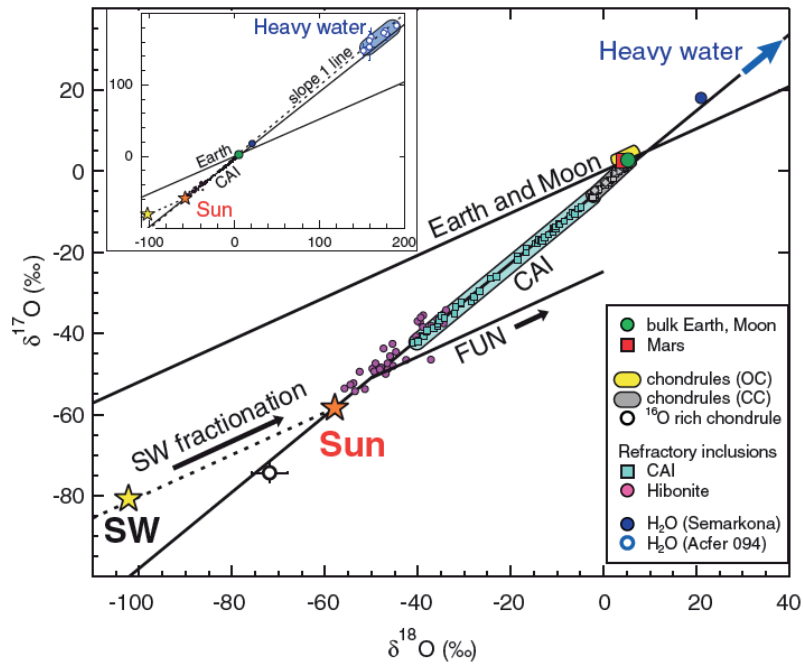 Heavy water
slope 1 line
100
Earth
0
CAI
Sun
-100
0
100
200
Heavy water
20
0
-20
-40
-60
-80
δ¹⁷O (‰)
Earth and Moon
CAI
FUN
SW fractionation
Sun
SW
bulk Earth, Moon
Mars
chondrules (OC)
chondrules (CC)
¹⁶O rich chondrule
Refractory inclusions
CAI
Hibonite
H₂O (Semarkona)
H₂O (Acfer 094)
-100
-80
-60
-40
-20
0
20
40
δ¹⁸O (‰)